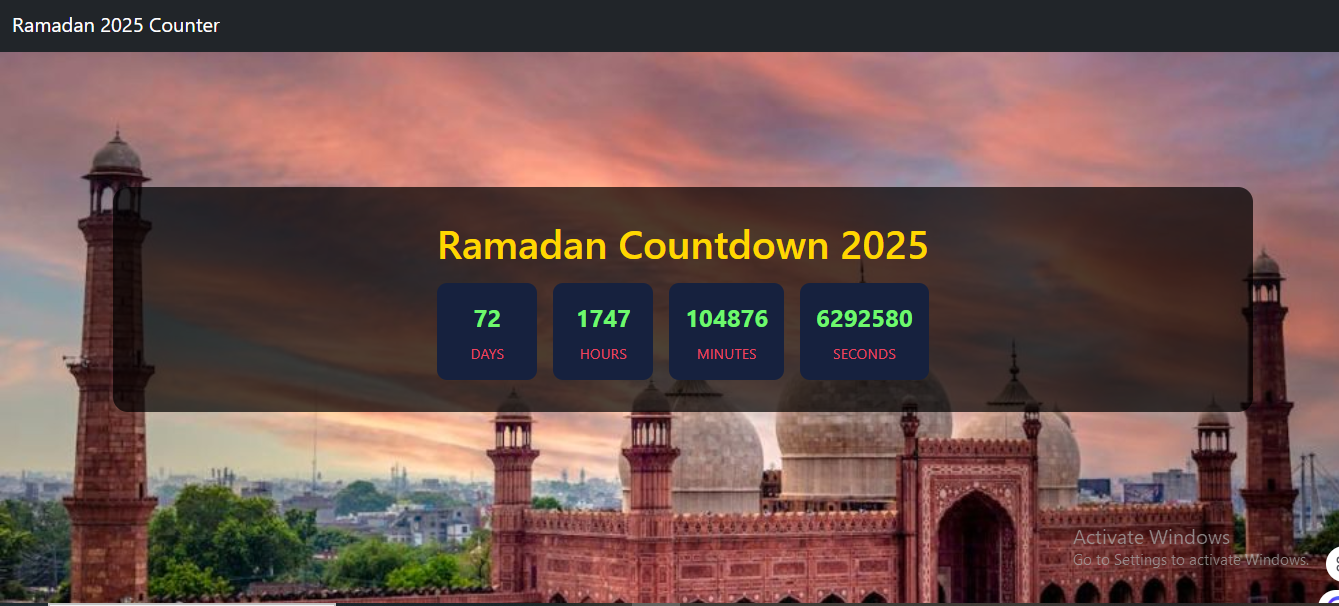 Ramadan 2025 Counter
Ramadan Countdown 2025
72 1747 104876 6292580
DAYS HOURS MINUTES SECONDS
Activate Windows
Go to Settings to activate Windows.